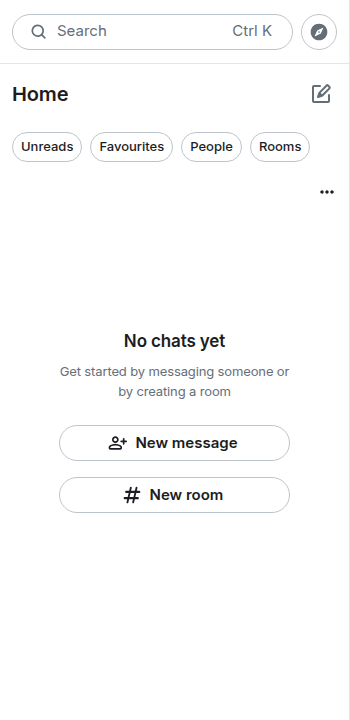 Search Ctrl K
Home
Unreads Favourites People Rooms
No chats yet
Get started by messaging someone or
by creating a room
New message
New room